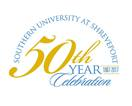 SOUTHERN UNIVERSITY AT SHREVEPORT
50th
YEAR 1967-2017
Celebration